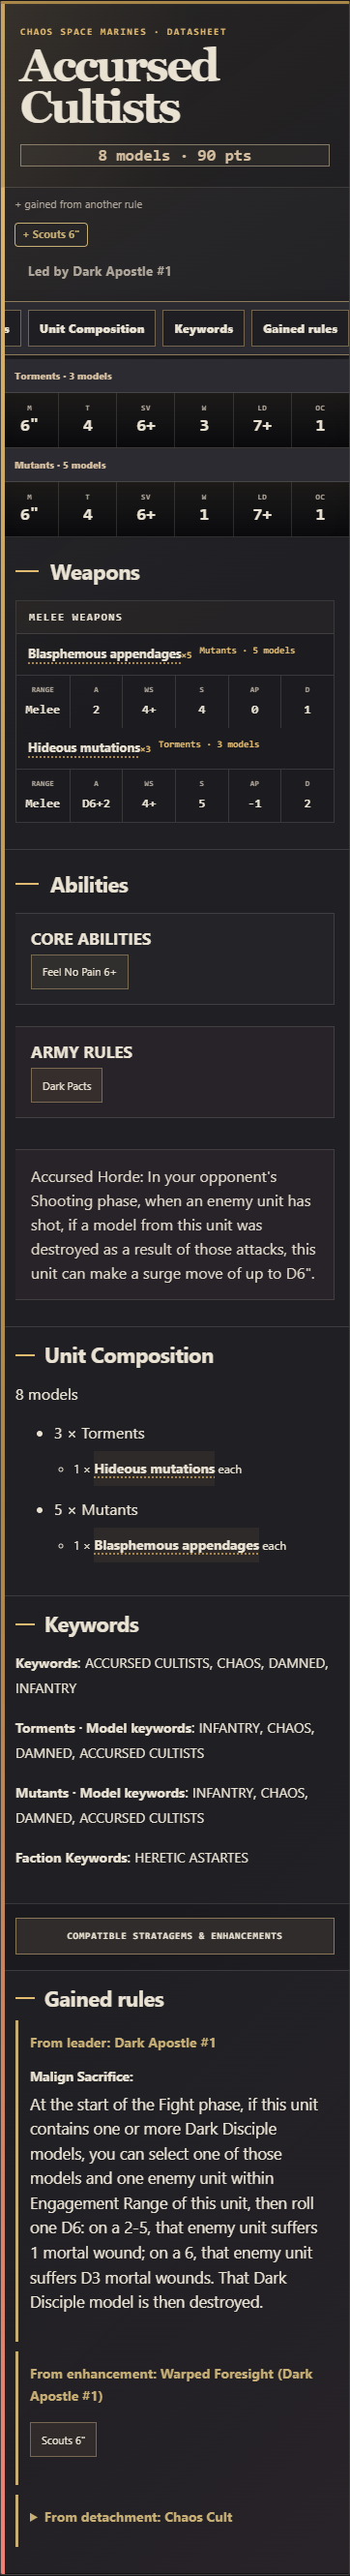 CHAOS SPACE MARINES · DATASHEET
Accursed
Cultists
8 models · 90 pts
+ gained from another rule
+ Scouts 6"
Led by Dark Apostle #1
s Unit Composition Keywords Gained rules
Torments · 3 models
M T SV W LD OC
6" 4 6+ 3 7+ 1
Mutants · 5 models
M T SV W LD OC
6" 4 6+ 1 7+ 1
Weapons
MELEE WEAPONS
Blasphemous appendages×5 Mutants · 5 models
RANGE A WS S AP D
Melee 2 4+ 4 0 1
Hideous mutations×3 Torments · 3 models
RANGE A WS S AP D
Melee D6+2 4+ 5 -1 2
Abilities
CORE ABILITIES
Feel No Pain 6+
ARMY RULES
Dark Pacts
Accursed Horde: In your opponent's
Shooting phase, when an enemy unit has
shot, if a model from this unit was
destroyed as a result of those attacks, this
unit can make a surge move of up to D6".
Unit Composition
8 models
• 3 × Torments
◦ 1 × Hideous mutations each
• 5 × Mutants
◦ 1 × Blasphemous appendages each
Keywords
Keywords: ACCURSED CULTISTS, CHAOS, DAMNED,
INFANTRY
Torments · Model keywords: INFANTRY, CHAOS,
DAMNED, ACCURSED CULTISTS
Mutants · Model keywords: INFANTRY, CHAOS,
DAMNED, ACCURSED CULTISTS
Faction Keywords: HERETIC ASTARTES
COMPATIBLE STRATAGEMS & ENHANCEMENTS
Gained rules
From leader: Dark Apostle #1
Malign Sacrifice:
At the start of the Fight phase, if this unit
contains one or more Dark Disciple
models, you can select one of those
models and one enemy unit within
Engagement Range of this unit, then roll
one D6: on a 2-5, that enemy unit suffers
1 mortal wound; on a 6, that enemy unit
suffers D3 mortal wounds. That Dark
Disciple model is then destroyed.
From enhancement: Warped Foresight (Dark
Apostle #1)
Scouts 6"
▶ From detachment: Chaos Cult